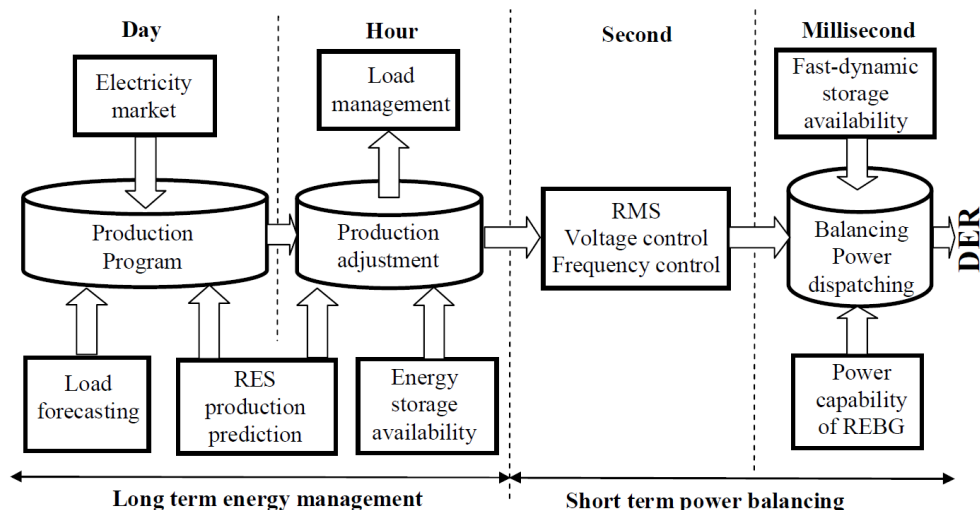 Day
Hour
Second
Millisecond
Electricity
market
Load
management
Fast-dynamic
storage
availability
Production
Program
Production
adjustment
RMS
Voltage control
Frequency control
Balancing
Power
dispatching
DER
Load
forecasting
RES
production
prediction
Energy
storage
availability
Power
capability
of REBG
Long term energy management
Short term power balancing